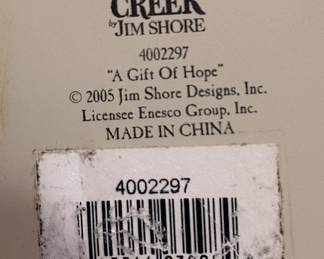 CREEK
by JIM SHORE
4002297
"A Gift Of Hope"
© 2005 Jim Shore Designs, Inc.
Licensee Enesco Group, Inc.
MADE IN CHINA
4002297